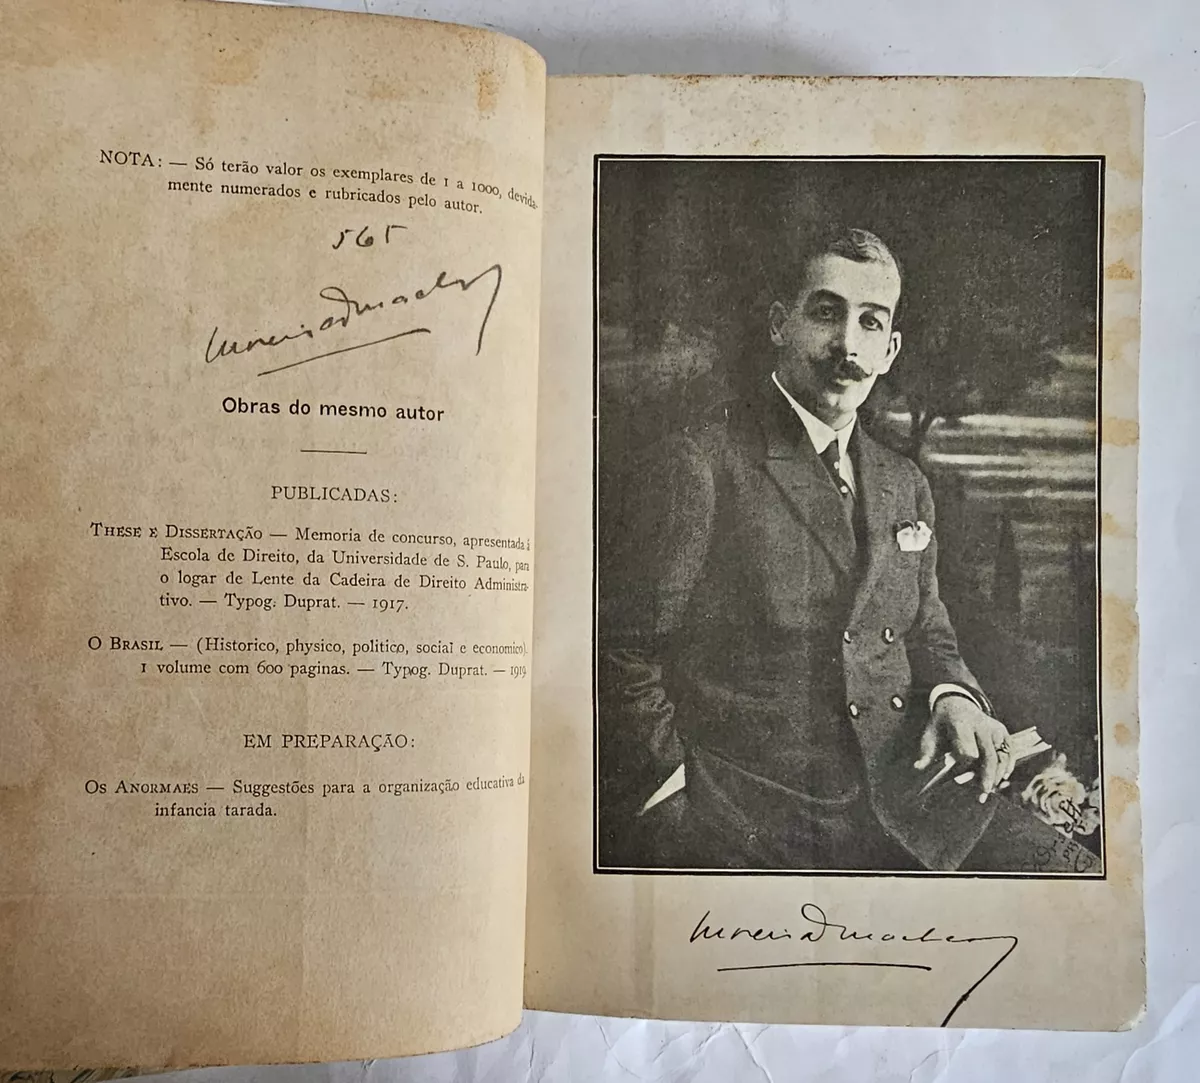 NOTA: — Só terão valor os exemplares de 1 a 1000, devida-
mente numerados e rubricados pelo autor.
565
Obras do mesmo autor
PUBLICADAS:
THÉSE E DISSERTAÇÃO — Memoria de concurso, apresentada á
Escola de Direito, da Universidade de S. Paulo, para
o logar de Lente da Cadeira de Direito Administra-
tivo. — Typog. Duprat. — 1917.
O BRASIL — (Historico, physico, politico, social e economico).
1 volume com 600 paginas. — Typog. Duprat. — 1919
EM PREPARAÇÃO:
OS ANORMAES — Suggestões para a organização educativa da
infancia tarada.